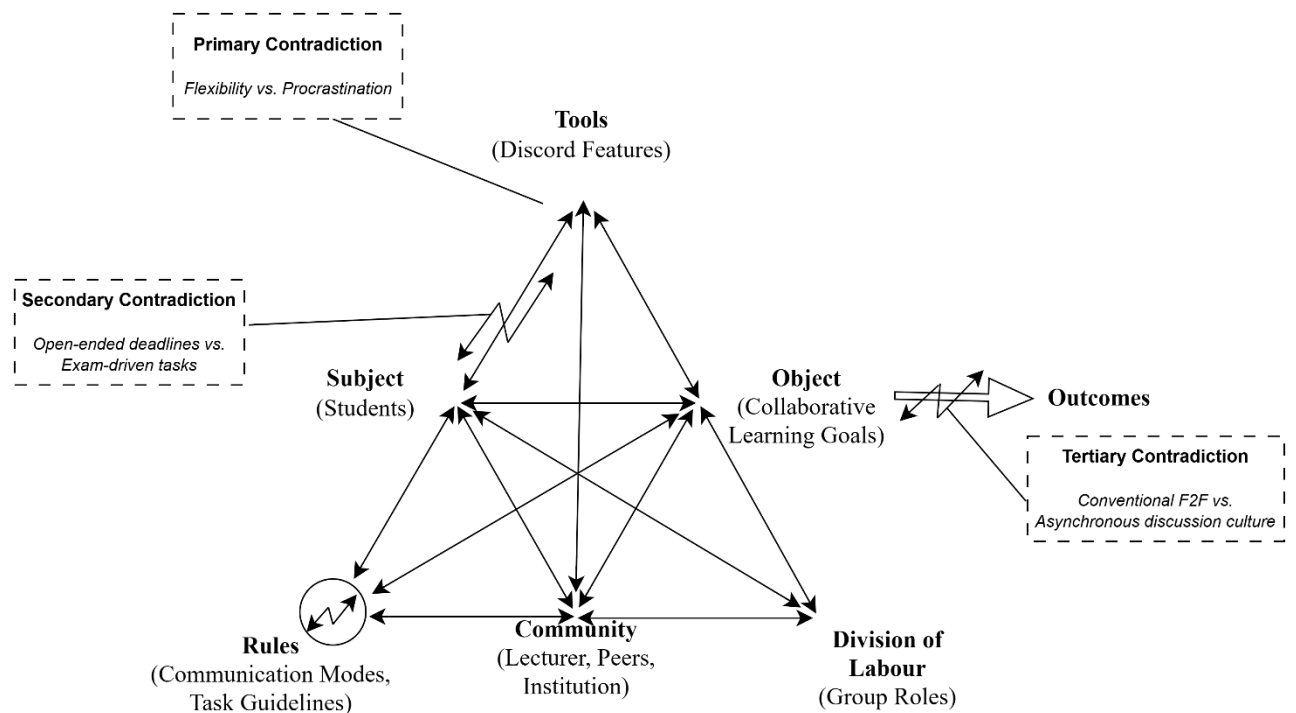 Primary Contradiction
Flexibility vs. Procrastination
Tools
(Discord Features)
Secondary Contradiction
Open-ended deadlines vs.
Exam-driven tasks
Subject
(Students)
Object
(Collaborative
Learning Goals)
Outcomes
Tertiary Contradiction
Conventional F2F vs.
Asynchronous discussion culture
Rules
(Communication Modes,
Task Guidelines)
Community
(Lecturer, Peers,
Institution)
Division of
Labour
(Group Roles)